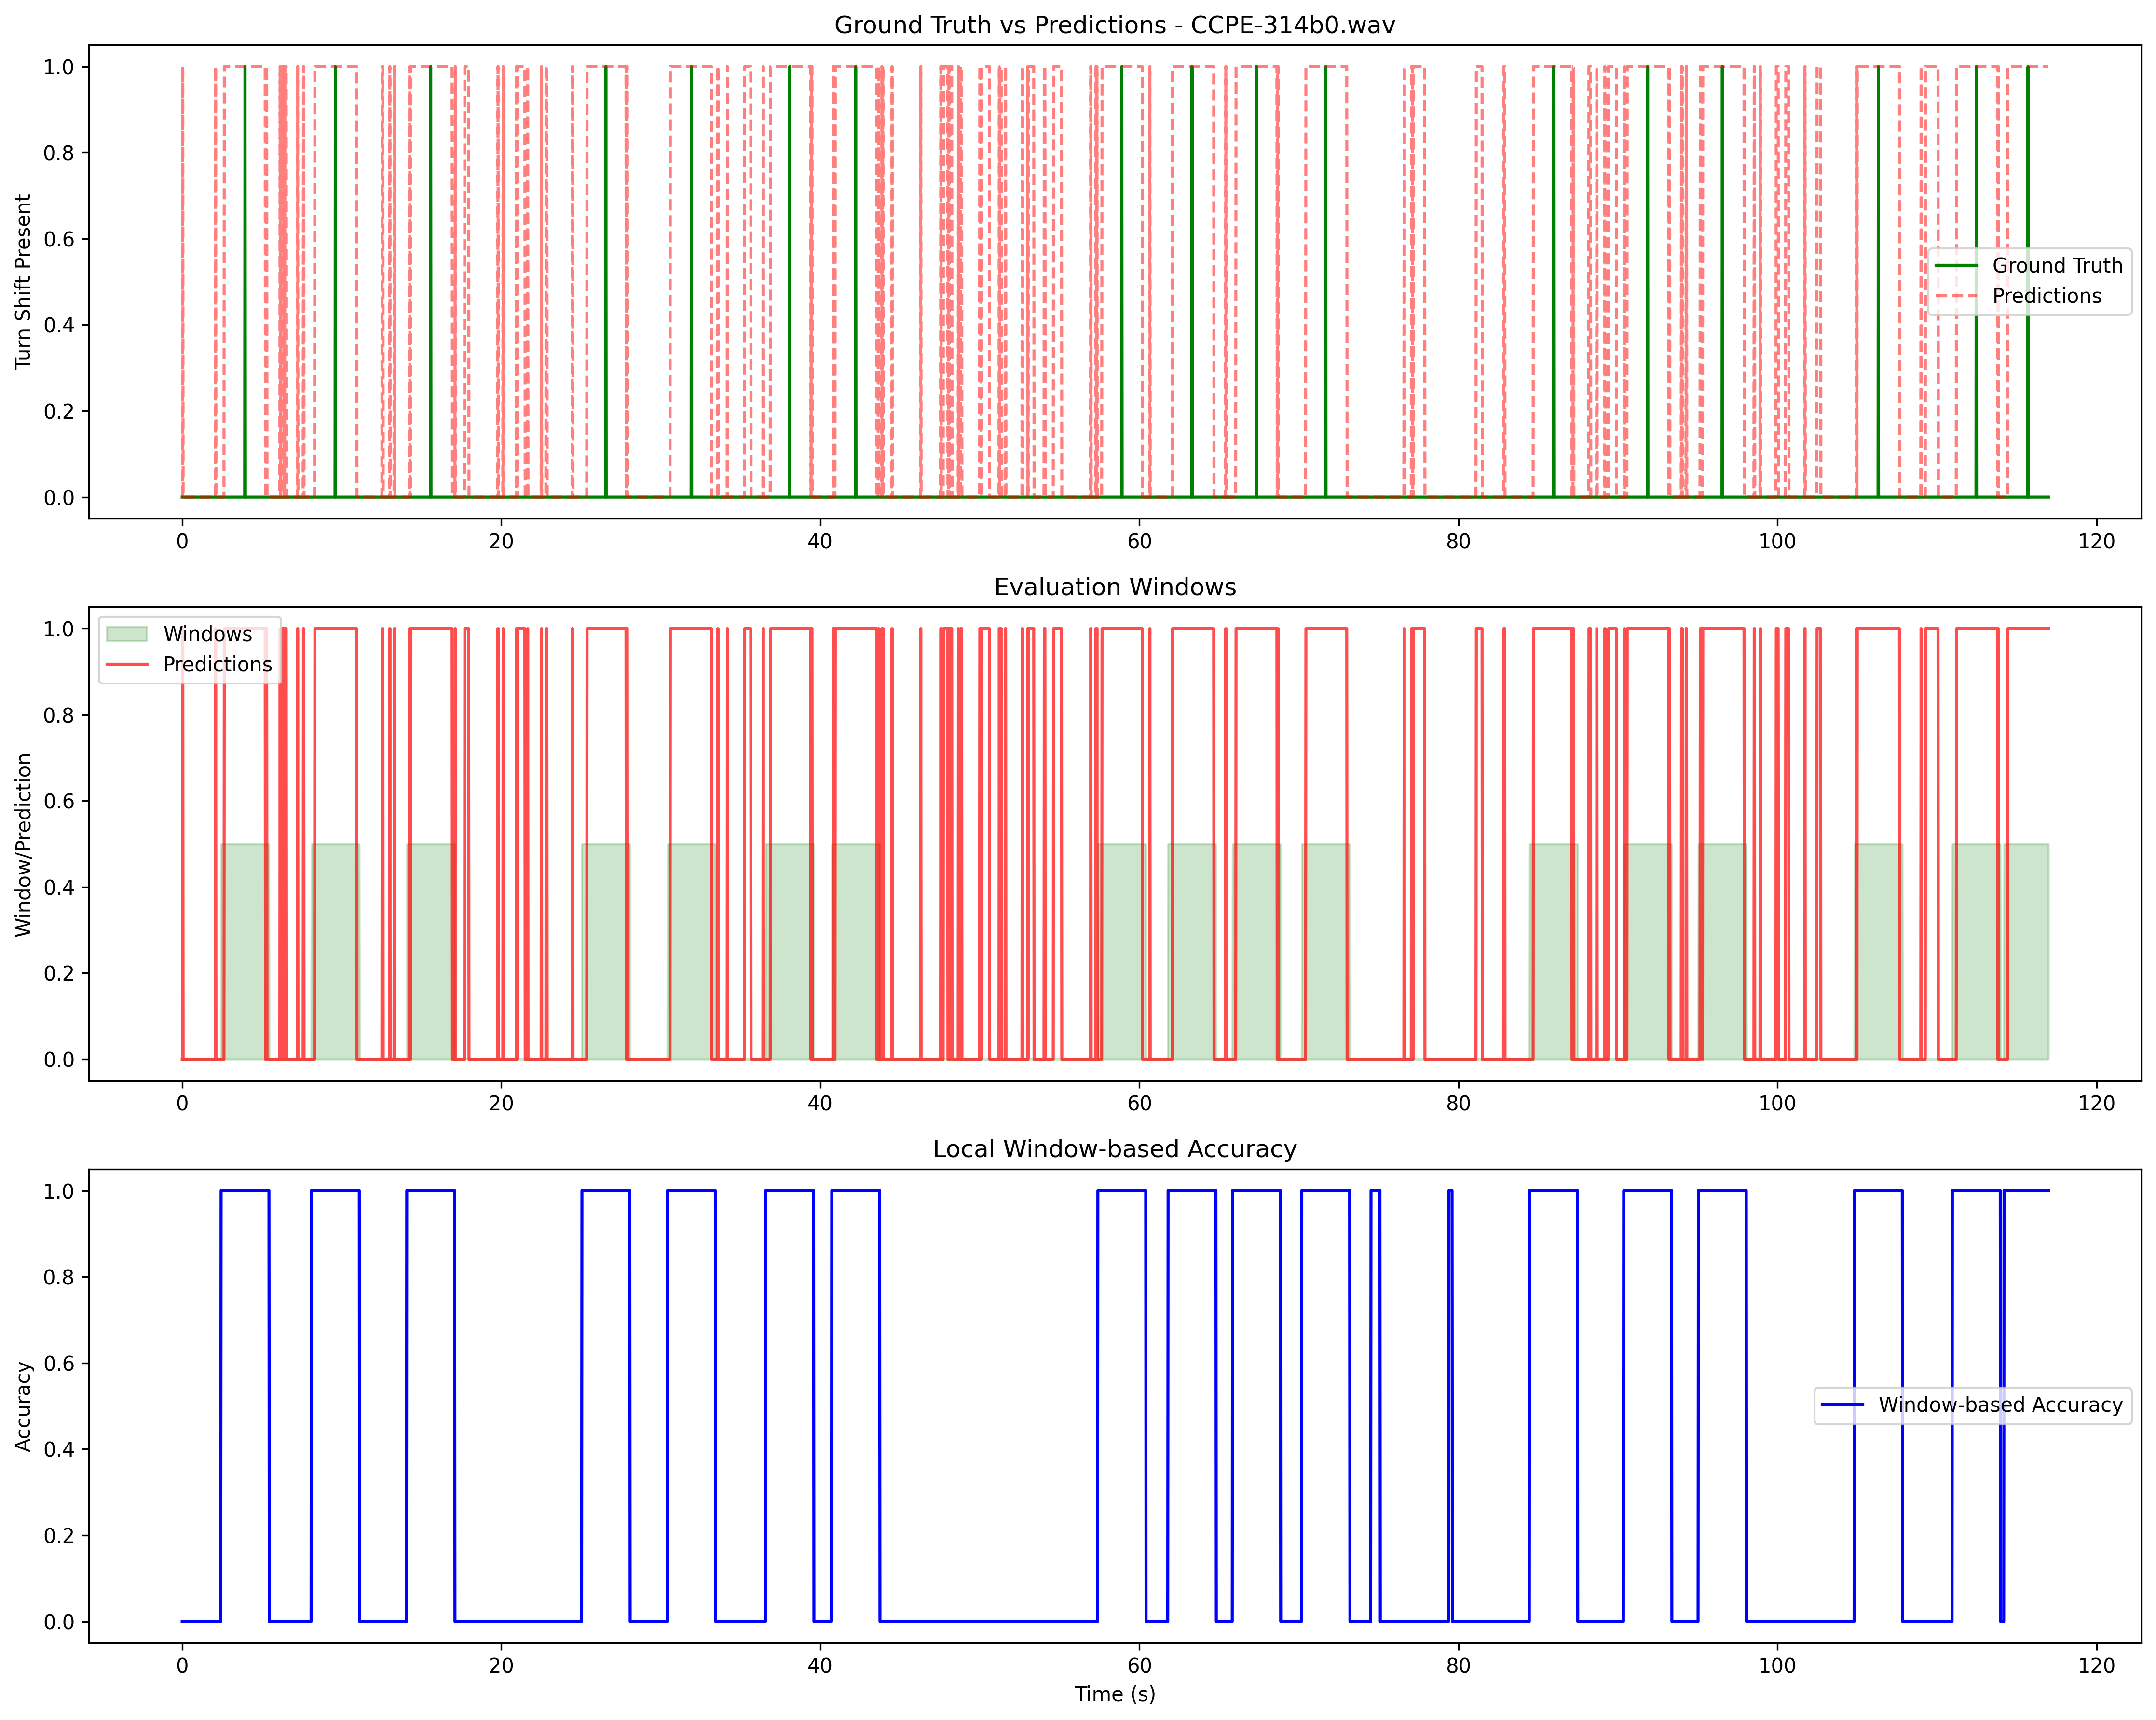 Ground Truth vs Predictions - CCPE-314b0.wav
1.0
0.8
0.6
0.4
0.2
0.0
Turn Shift Present
Ground Truth
Predictions
0 20 40 60 80 100 120
Evaluation Windows
1.0
0.8
0.6
0.4
0.2
0.0
Window/Prediction
Windows
Predictions
0 20 40 60 80 100 120
Local Window-based Accuracy
1.0
0.8
0.6
0.4
0.2
0.0
Accuracy
Window-based Accuracy
0 20 40 60 80 100 120
Time (s)